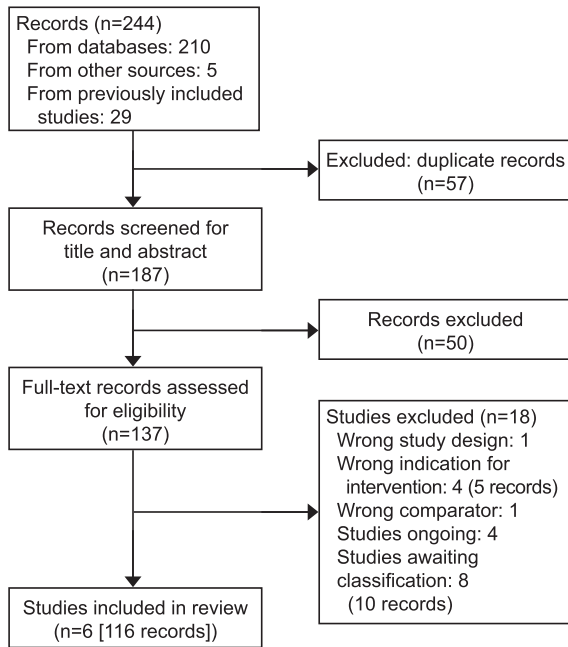 Records (n=244)
From databases: 210
From other sources: 5
From previously included
studies: 29
Excluded: duplicate records
(n=57)
Records screened for
title and abstract
(n=187)
Records excluded
(n=50)
Full-text records assessed
for eligibility
(n=137)
Studies excluded (n=18)
Wrong study design: 1
Wrong indication for
intervention: 4 (5 records)
Wrong comparator: 1
Studies ongoing: 4
Studies awaiting
classification: 8
(10 records)
Studies included in review
(n=6 [116 records])